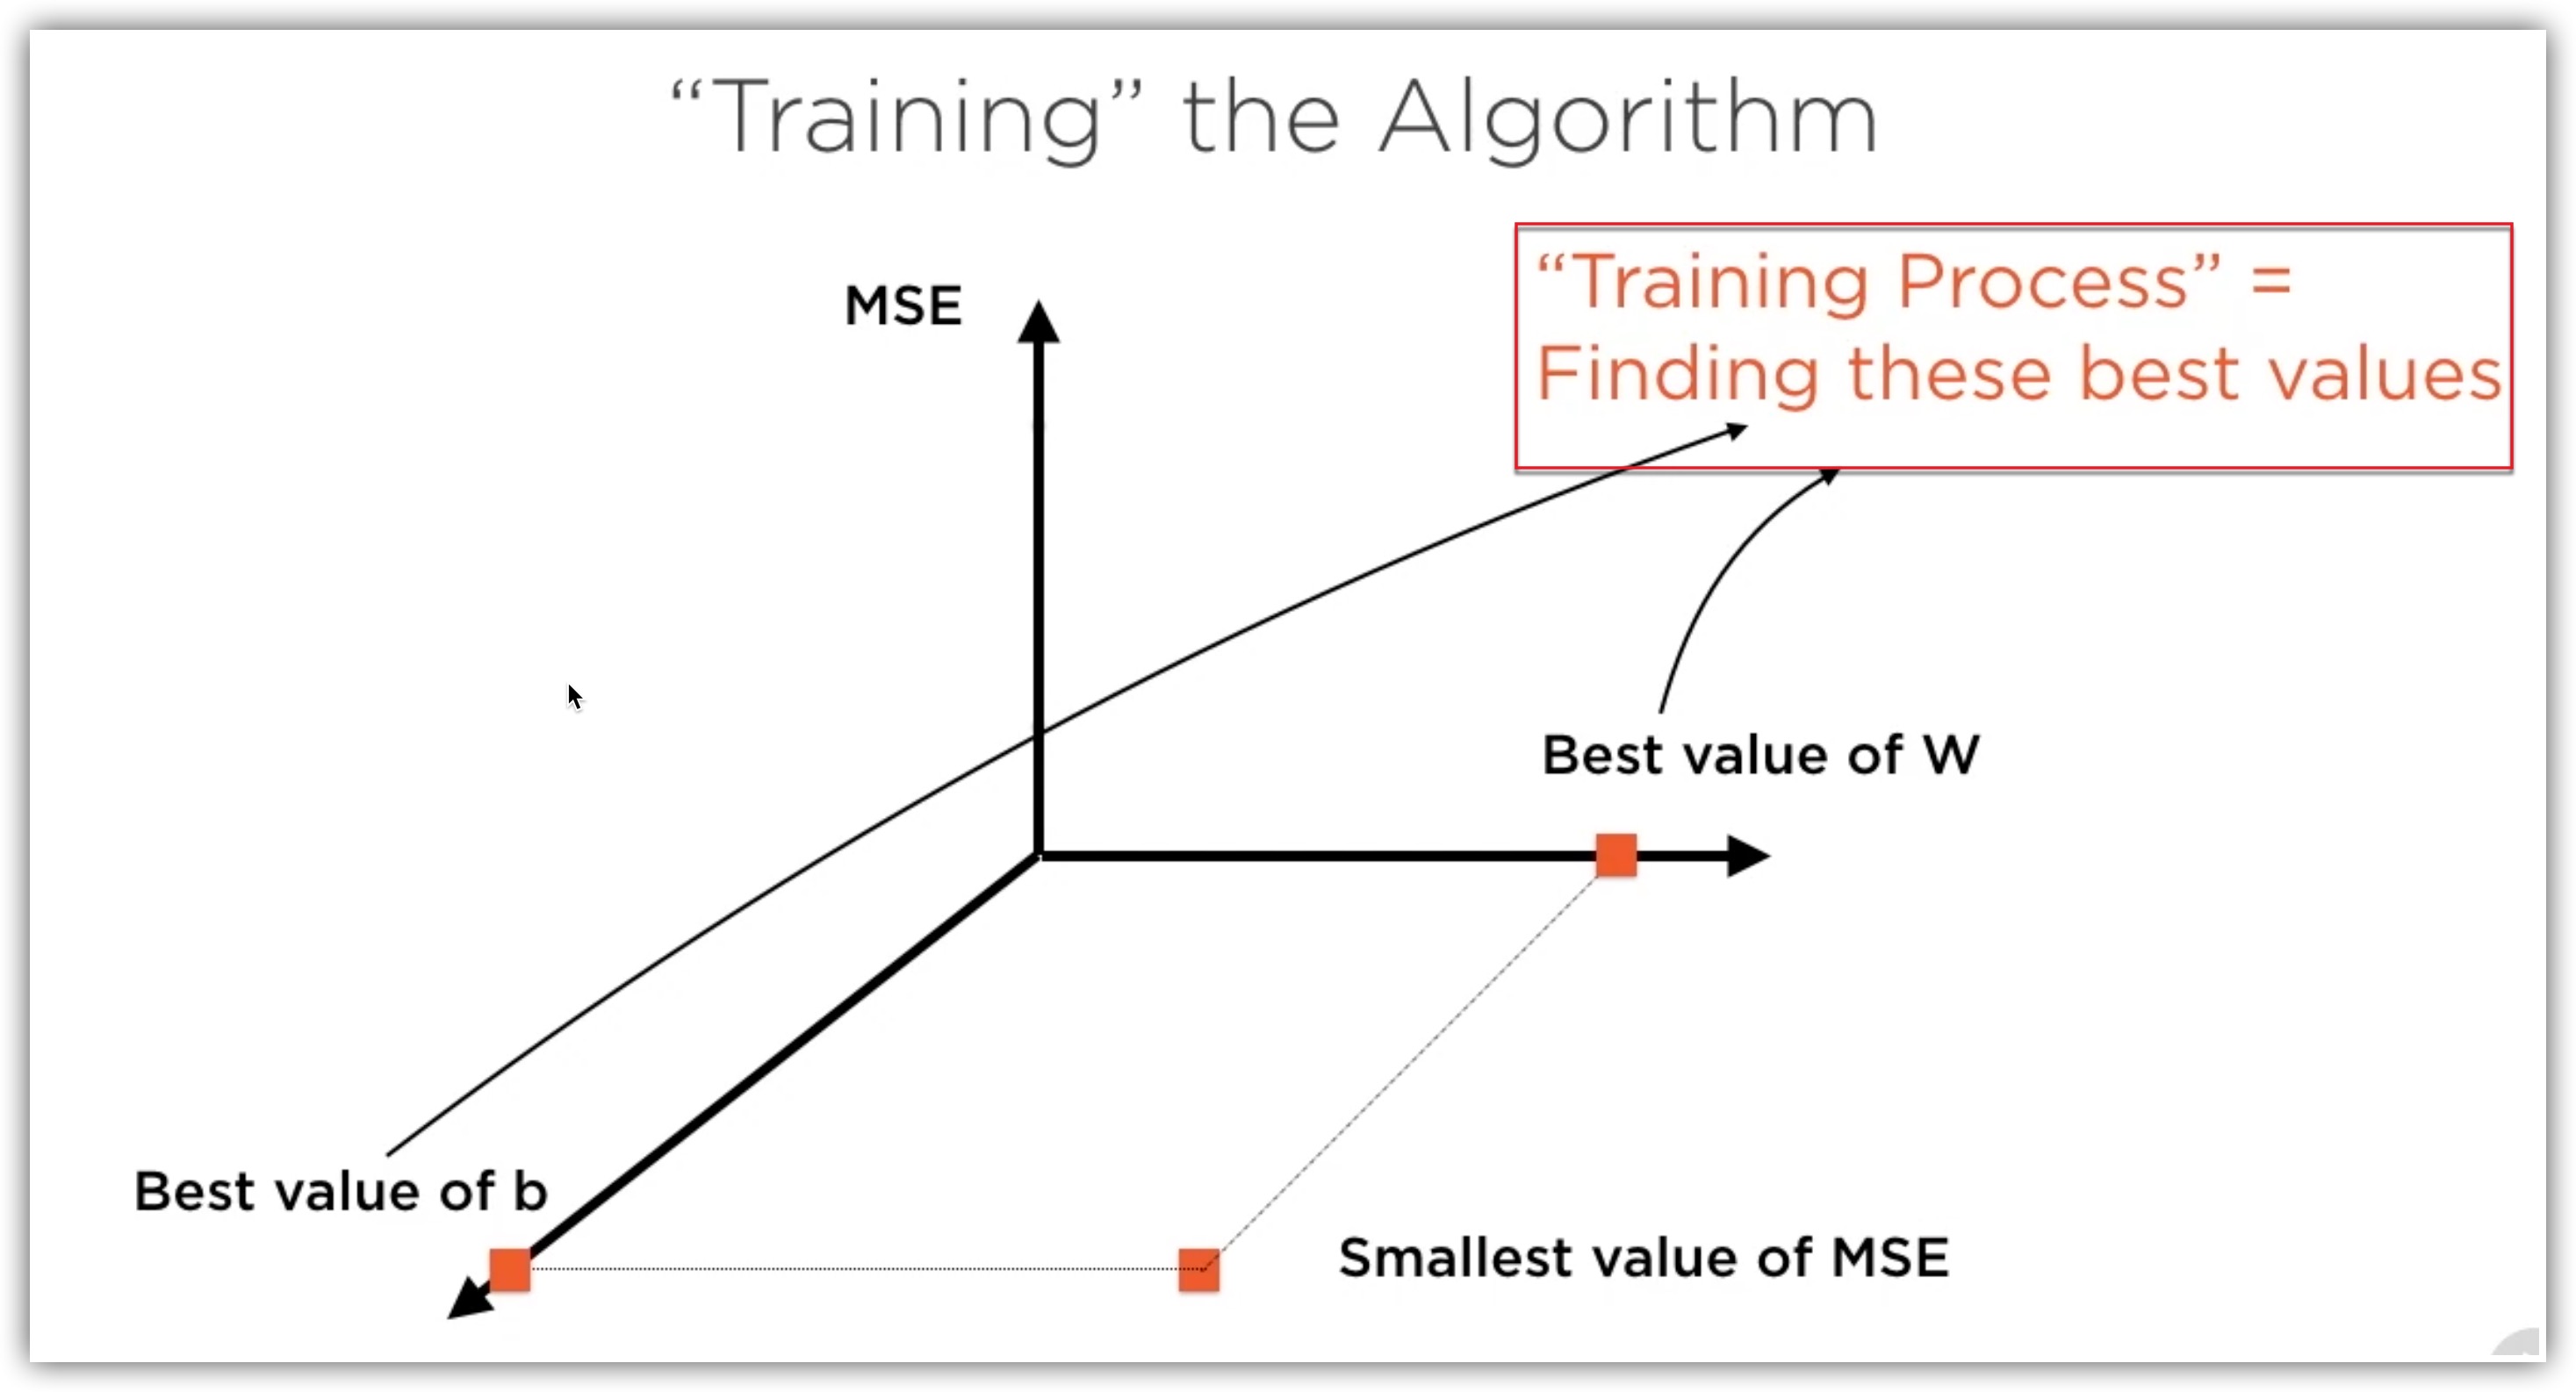 “Training” the Algorithm
“Training Process” =
Finding these best values
MSE
Best value of W
Best value of b
Smallest value of MSE